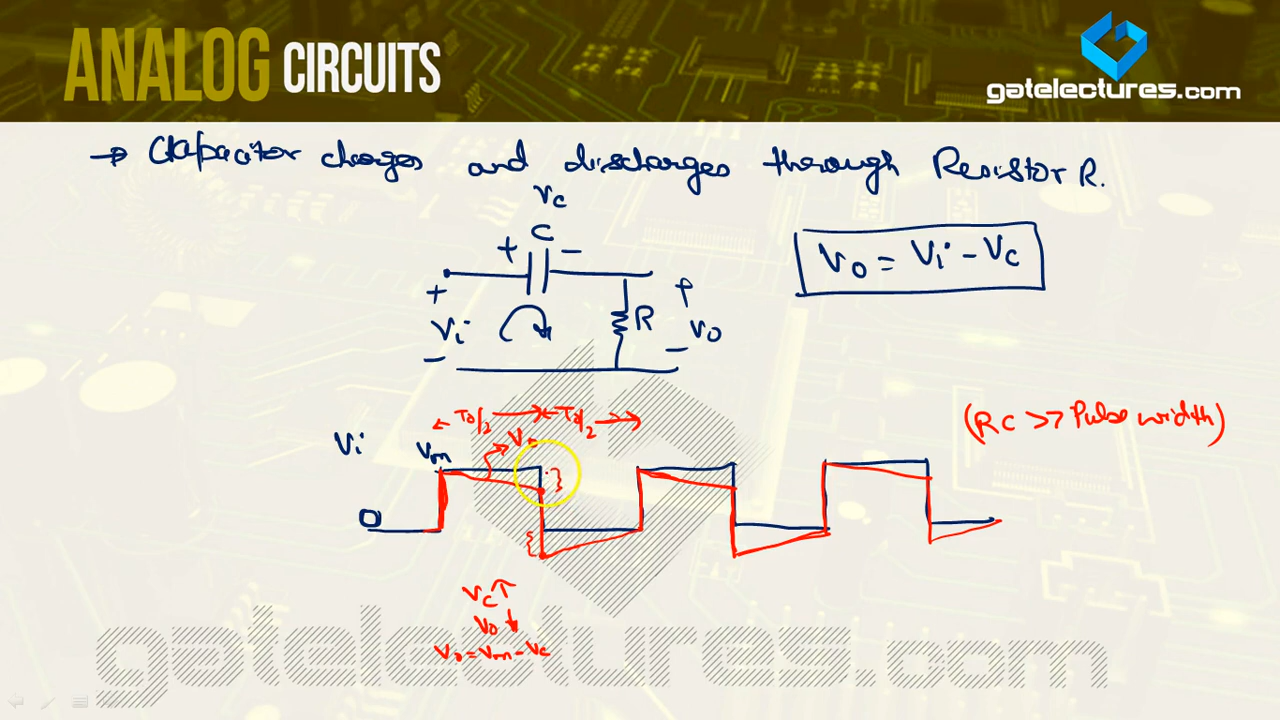 ANALOG CIRCUITS
gatelectures.com
→ Capacitor charges and discharges through Resistor R.
Vc
C
+ −
+ Vi −
R
+ Vo −
Vo = Vi - Vc
T0/2 T0/2
(RC >> Pulse width)
Vi
Vm
0
Vc ↑
Vo ↓
Vo = Vm - Vc
gatelectures.com